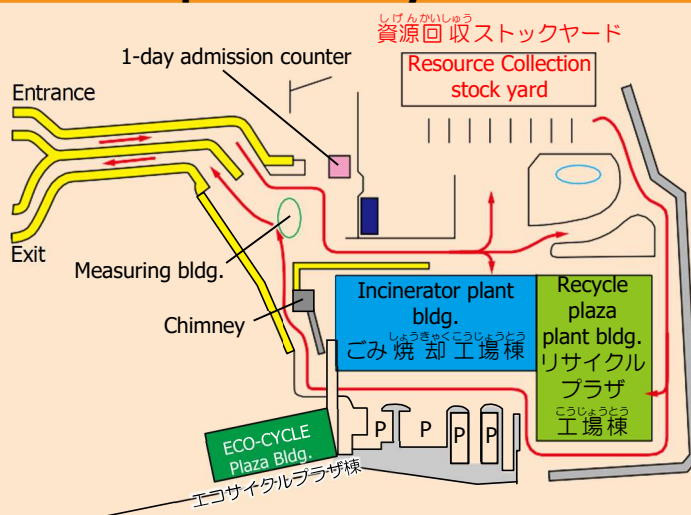 しげんかいしゅう
資源回収ストックヤード
Resource Collection
stock yard
1-day admission counter
Entrance
Exit
Measuring bldg.
Chimney
Incinerator plant
bldg.
しょうきゃくこうじょうとう
ごみ焼却工場棟
Recycle
plaza
plant bldg.
リサイクル
プラザ
こうじょうとう
工場棟
P
P
P
P
ECO-CYCLE
Plaza Bldg.
エコサイクルプラザ棟